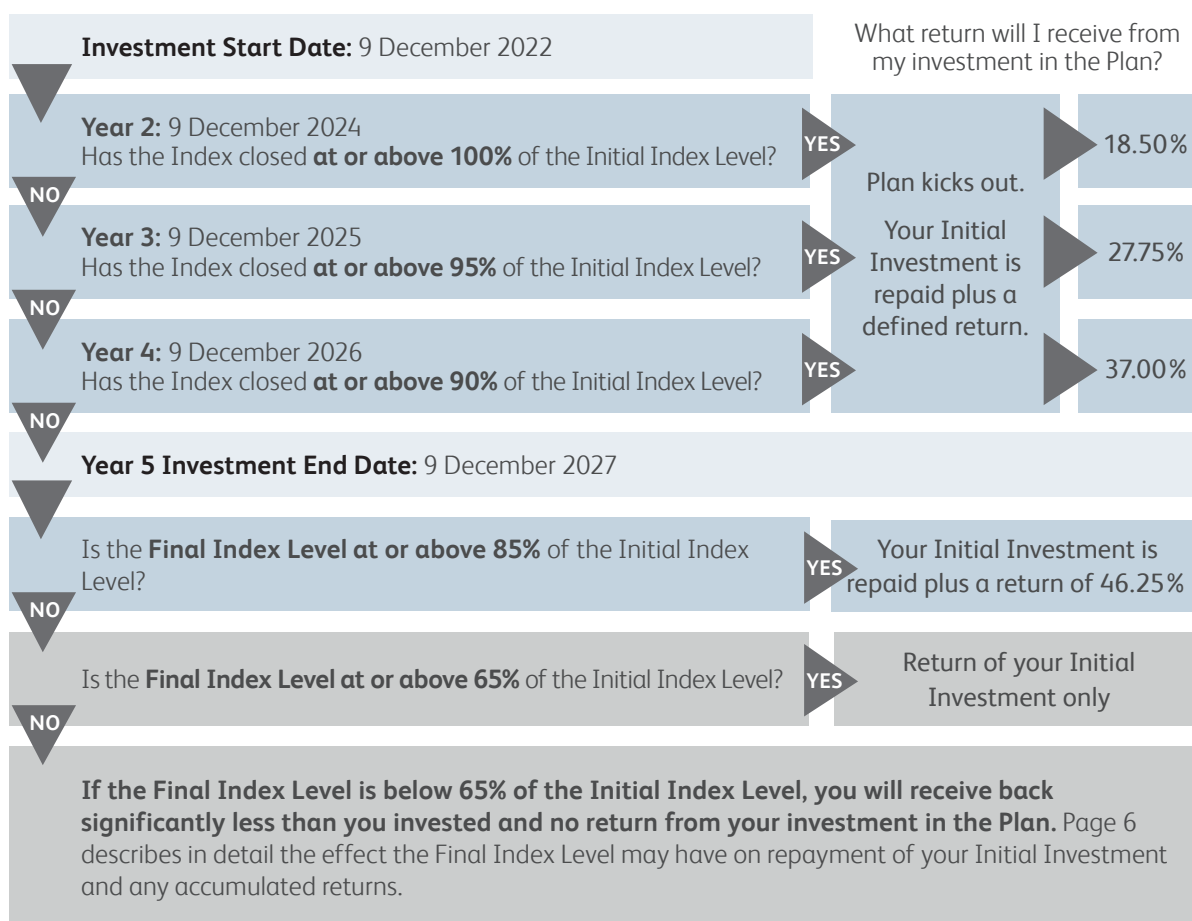 Investment Start Date: 9 December 2022
What return will I receive from
my investment in the Plan?
Year 2: 9 December 2024
Has the Index closed at or above 100% of the Initial Index Level?
YES
18.50%
NO
Year 3: 9 December 2025
Has the Index closed at or above 95% of the Initial Index Level?
YES
27.75%
NO
Year 4: 9 December 2026
Has the Index closed at or above 90% of the Initial Index Level?
YES
37.00%
Plan kicks out.
Your Initial
Investment is
repaid plus a
defined return.
NO
Year 5 Investment End Date: 9 December 2027
Is the Final Index Level at or above 85% of the Initial Index
Level?
YES
Your Initial Investment is
repaid plus a return of 46.25%
NO
Is the Final Index Level at or above 65% of the Initial Index Level?
YES
Return of your Initial
Investment only
NO
If the Final Index Level is below 65% of the Initial Index Level, you will receive back
significantly less than you invested and no return from your investment in the Plan. Page 6
describes in detail the effect the Final Index Level may have on repayment of your Initial Investment
and any accumulated returns.